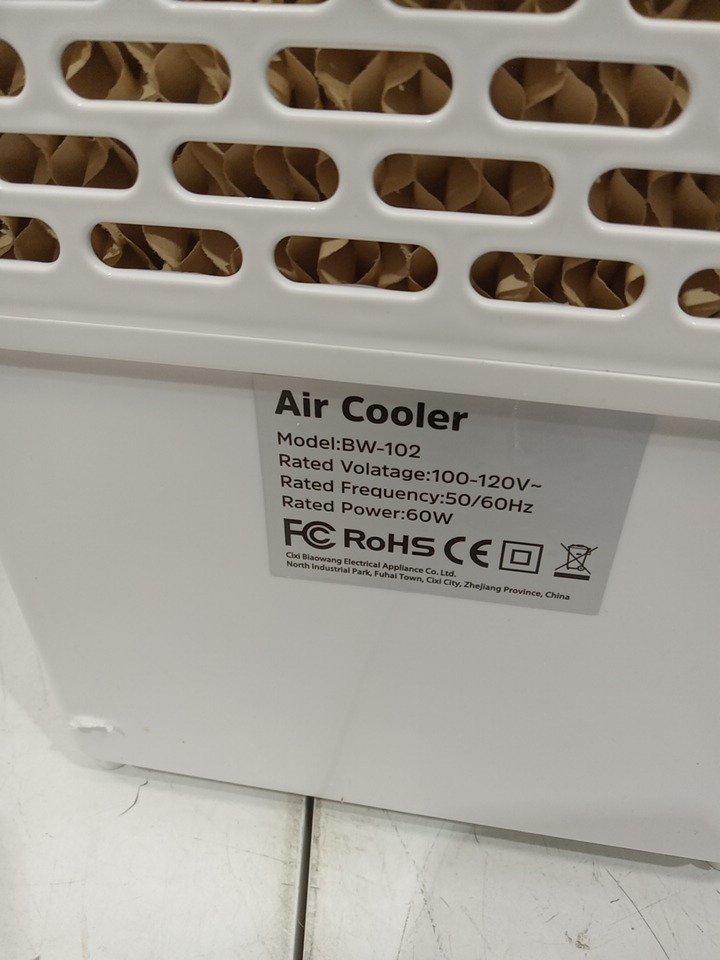 Air Cooler
Model:BW-102
Rated Volatage:100-120V~
Rated Frequency:50/60Hz
Rated Power:60W
FC RoHS CE
Cixi Biaowang Electrical Appliance Co. Ltd.
North Industrial Park, Fuhai Town, Cixi City, Zhejiang Province, China